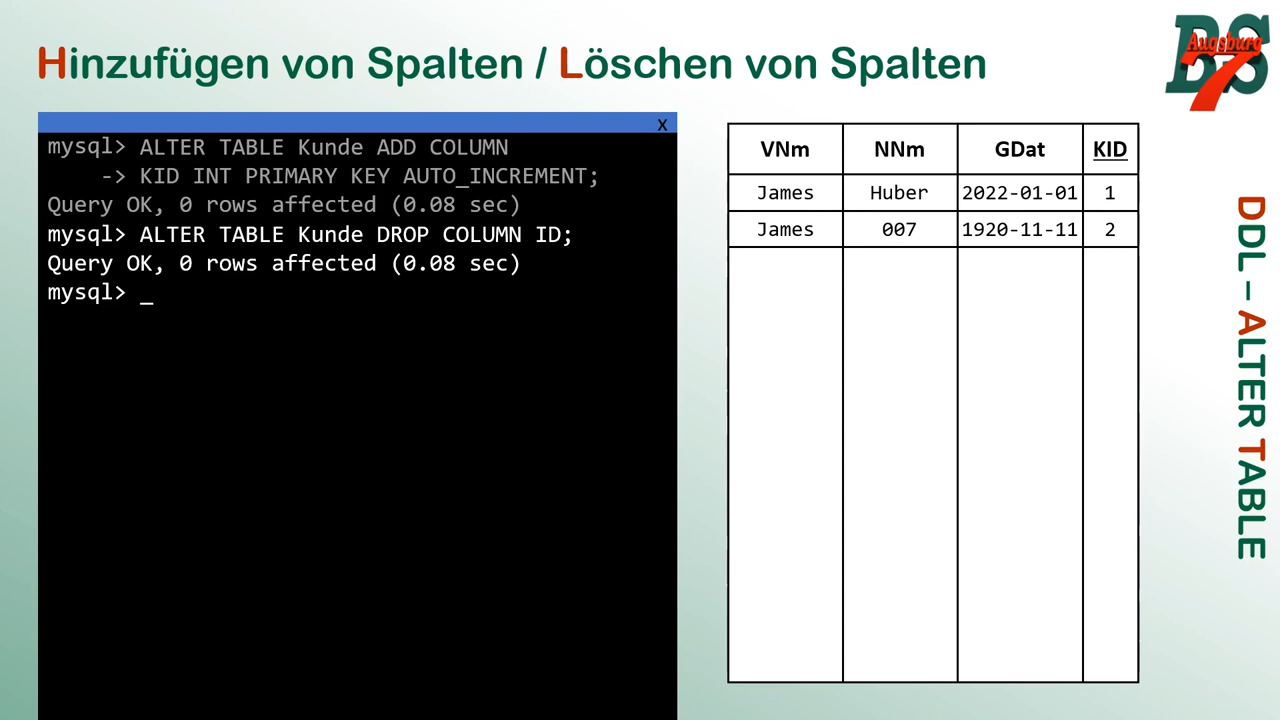 Hinzufügen von Spalten / Löschen von Spalten
BS
Augsburg
7
x
mysql> ALTER TABLE Kunde ADD COLUMN
-> KID INT PRIMARY KEY AUTO_INCREMENT;
Query OK, 0 rows affected (0.08 sec)
mysql> ALTER TABLE Kunde DROP COLUMN ID;
Query OK, 0 rows affected (0.08 sec)
mysql> _
VNm NNm GDat KID
James Huber 2022-01-01 1
James 007 1920-11-11 2
DDL – ALTER TABLE